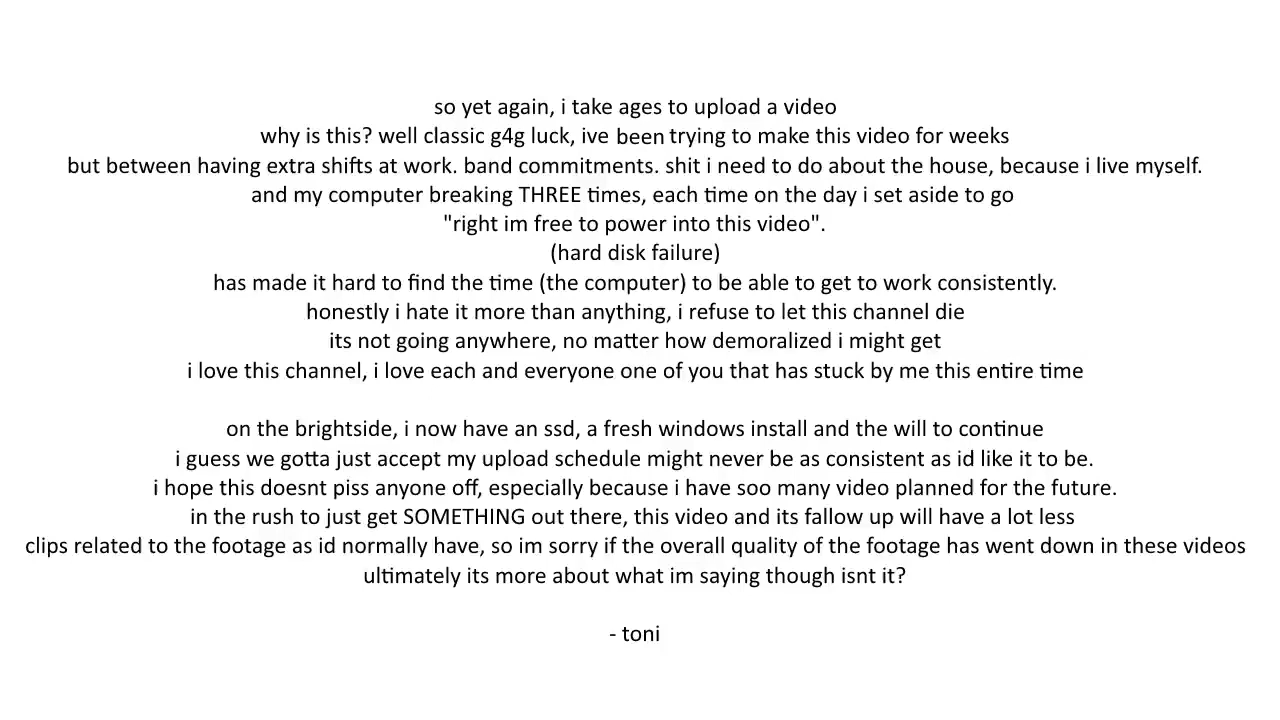 so yet again, i take ages to upload a video
why is this? well classic g4g luck, ive been trying to make this video for weeks
but between having extra shifts at work. band commitments. shit i need to do about the house, because i live myself.
and my computer breaking THREE times, each time on the day i set aside to go
"right im free to power into this video".
(hard disk failure)
has made it hard to find the time (the computer) to be able to get to work consistently.
honestly i hate it more than anything, i refuse to let this channel die
its not going anywhere, no matter how demoralized i might get
i love this channel, i love each and everyone one of you that has stuck by me this entire time
on the brightside, i now have an ssd, a fresh windows install and the will to continue
i guess we gotta just accept my upload schedule might never be as consistent as id like it to be.
i hope this doesnt piss anyone off, especially because i have soo many video planned for the future.
in the rush to just get SOMETHING out there, this video and its fallow up will have a lot less
clips related to the footage as id normally have, so im sorry if the overall quality of the footage has went down in these videos
ultimately its more about what im saying though isnt it?
- toni